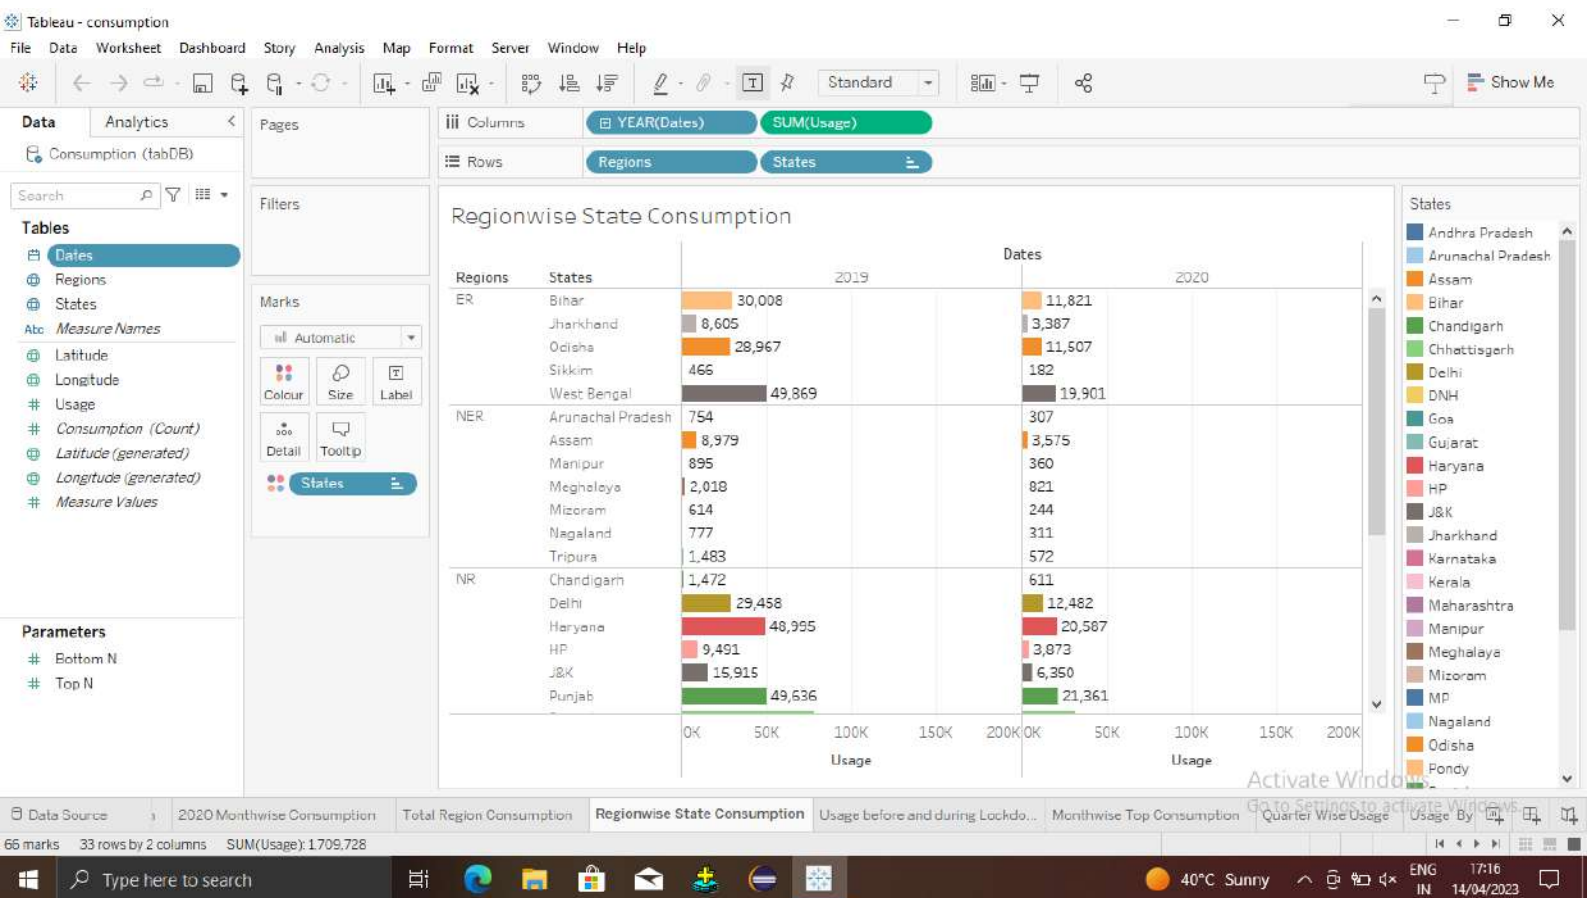 Tableau - consumption
File Data Worksheet Dashboard Story Analysis Map Format Server Window Help
Standard
Show Me
Data Analytics
Consumption (tabDB)
Search
Tables
Dates
Regions
States
Abc Measure Names
Latitude
Longitude
# Usage
# Consumption (Count)
Latitude (generated)
Longitude (generated)
# Measure Values
Parameters
# Bottom N
# Top N
Pages
Filters
Marks
Automatic
Colour Size Label
Detail Tooltip
States
Columns YEAR(Dates) SUM(Usage)
Rows Regions States
Regionwise State Consumption
Dates
Regions States 2019 2020
ER Bihar 30,008 11,821
Jharkhand 8,605 3,387
Odisha 28,967 11,507
Sikkim 466 182
West Bengal 49,869 19,901
NER Arunachal Pradesh 754 307
Assam 8,979 3,575
Manipur 895 360
Meghalaya 2,018 821
Mizoram 614 244
Nagaland 777 311
Tripura 1,483 572
NR Chandigarh 1,472 611
Delhi 29,458 12,482
Haryana 48,995 20,587
HP 9,491 3,873
J&K 15,915 6,350
Punjab 49,636 21,361
0K 50K 100K 150K 200K 0K 50K 100K 150K 200K
Usage Usage
States
Andhra Pradesh
Arunachal Pradesh
Assam
Bihar
Chandigarh
Chhattisgarh
Delhi
DNH
Goa
Gujarat
Haryana
HP
J&K
Jharkhand
Karnataka
Kerala
Maharashtra
Manipur
Meghalaya
Mizoram
MP
Nagaland
Odisha
Pondy
Activate Windows
Go to Settings to activate Windows.
Data Source 2020 Monthwise Consumption Total Region Consumption Regionwise State Consumption Usage before and during Lockdo... Monthwise Top Consumption Quarter Wise Usage Usage By
66 marks 33 rows by 2 columns SUM(Usage): 1,709,728
Type here to search
40°C Sunny
ENG
IN
17:16
14/04/2023